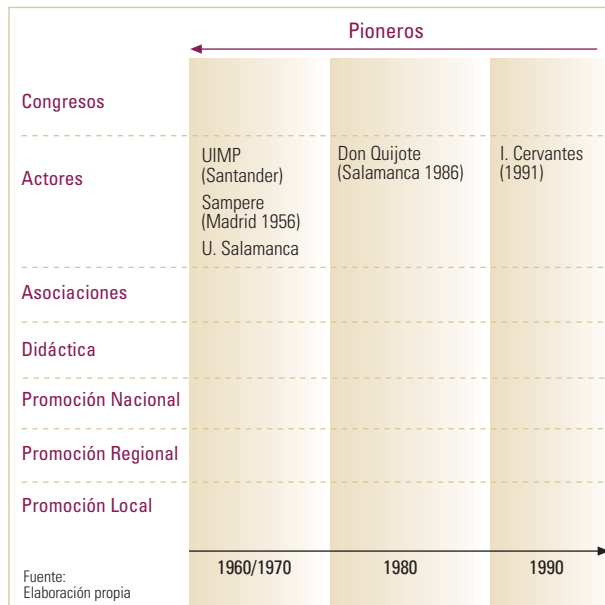 Pioneros
Congresos
Actores
UIMP
(Santander)
Sampere
(Madrid 1956)
U. Salamanca
Don Quijote
(Salamanca 1986)
I. Cervantes
(1991)
Asociaciones
Didáctica
Promoción Nacional
Promoción Regional
Promoción Local
1960/1970
1980
1990
Fuente:
Elaboración propia